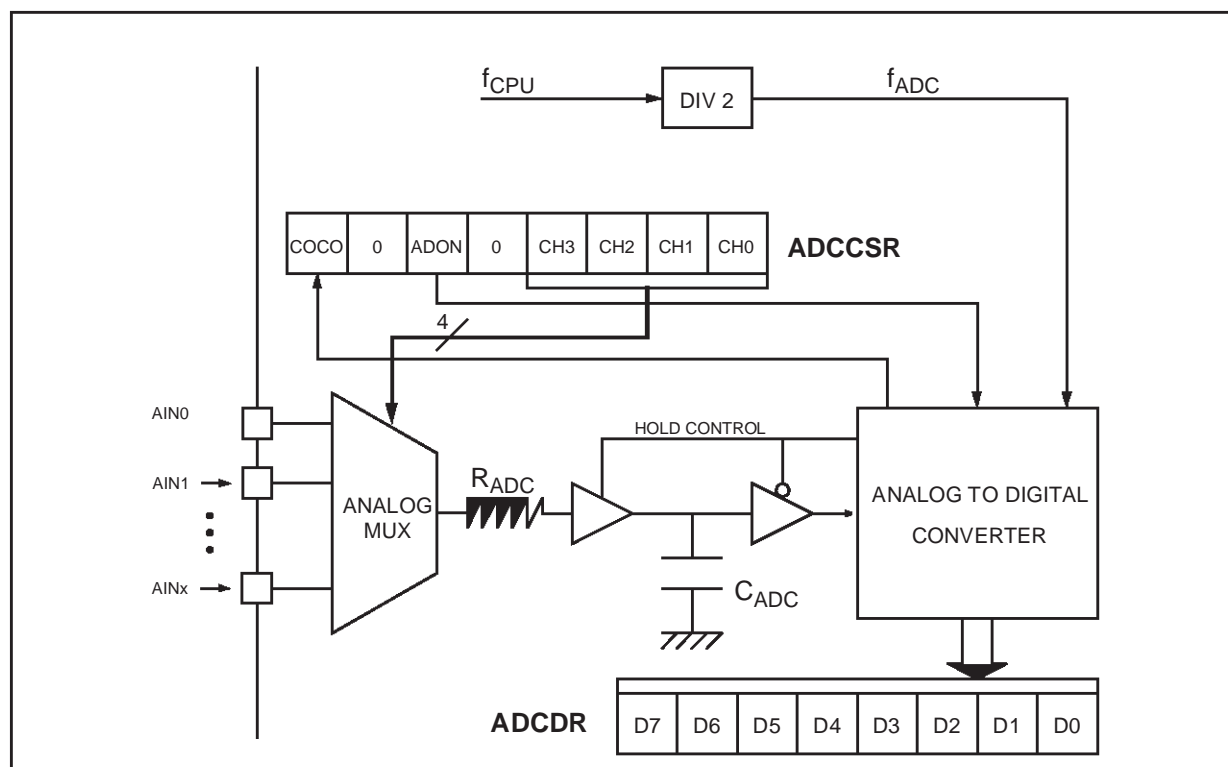 fCPU
DIV 2
fADC
COCO 0 ADON 0 CH3 CH2 CH1 CH0
ADCCSR
4
AIN0
HOLD CONTROL
AIN1
RADC
ANALOG
MUX
ANALOG TO DIGITAL
CONVERTER
AINx
CADC
ADCDR
D7 D6 D5 D4 D3 D2 D1 D0